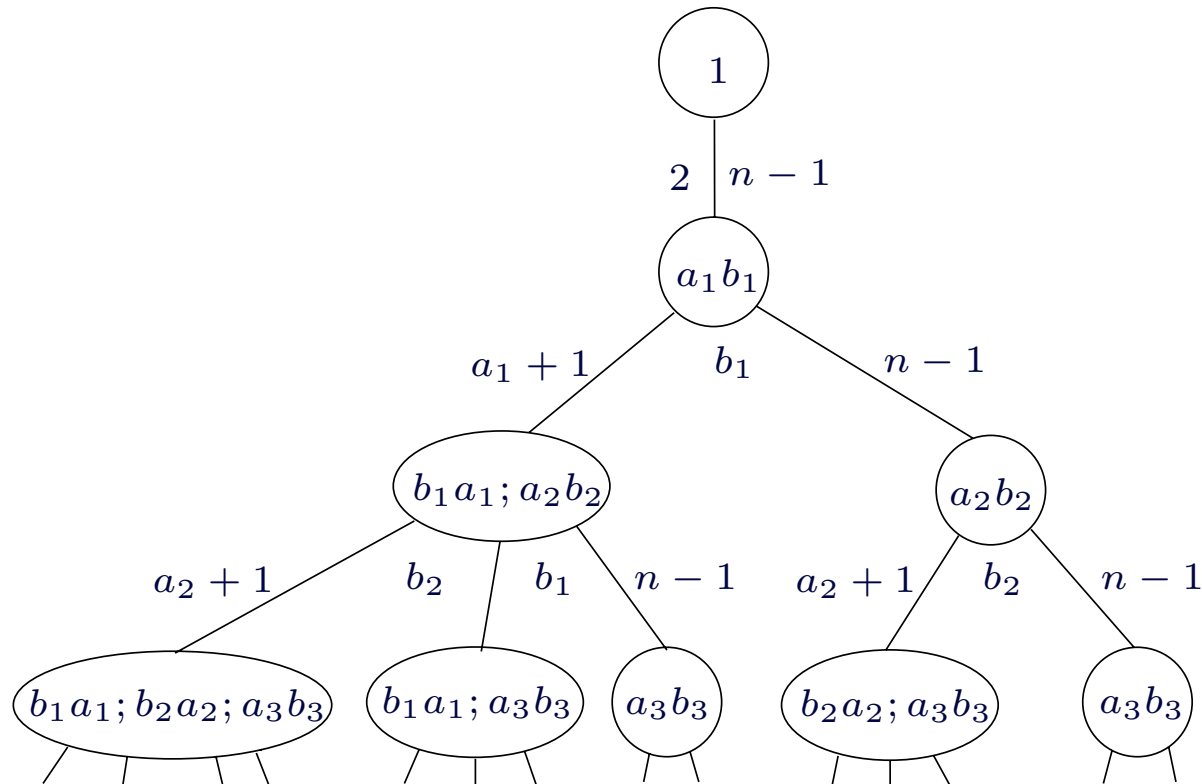 1
2 n − 1
a₁b₁
a₁ + 1 b₁ n − 1
b₁a₁; a₂b₂ a₂b₂
a₂ + 1 b₂ b₁ n − 1 a₂ + 1 b₂ n − 1
b₁a₁; b₂a₂; a₃b₃ b₁a₁; a₃b₃ a₃b₃ b₂a₂; a₃b₃ a₃b₃